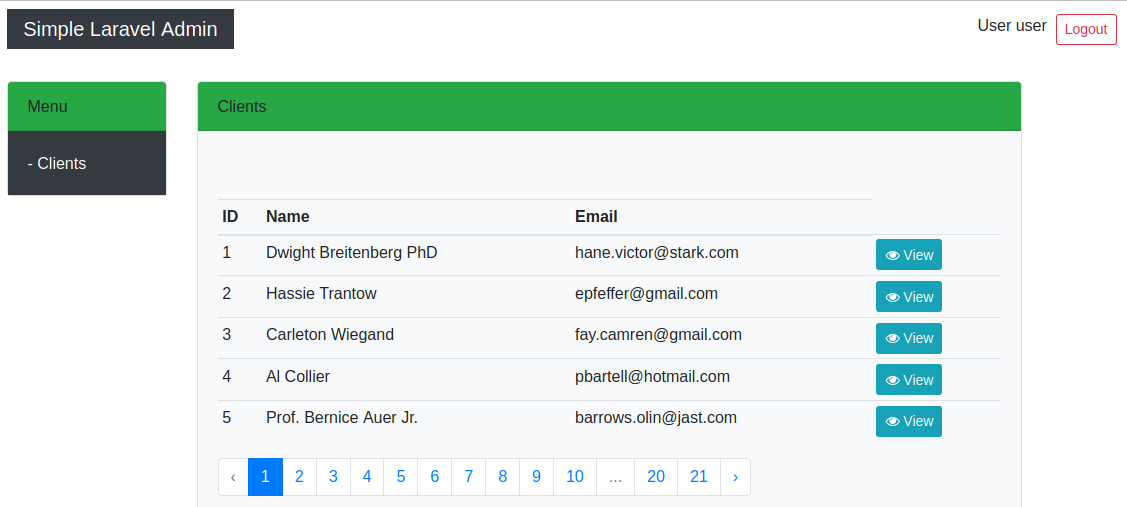 Simple Laravel Admin
User user Logout
Menu
- Clients
Clients
ID Name Email
1 Dwight Breitenberg PhD hane.victor@stark.com View
2 Hassie Trantow epfeffer@gmail.com View
3 Carleton Wiegand fay.camren@gmail.com View
4 Al Collier pbartell@hotmail.com View
5 Prof. Bernice Auer Jr. barrows.olin@jast.com View
‹ 1 2 3 4 5 6 7 8 9 10 ... 20 21 ›